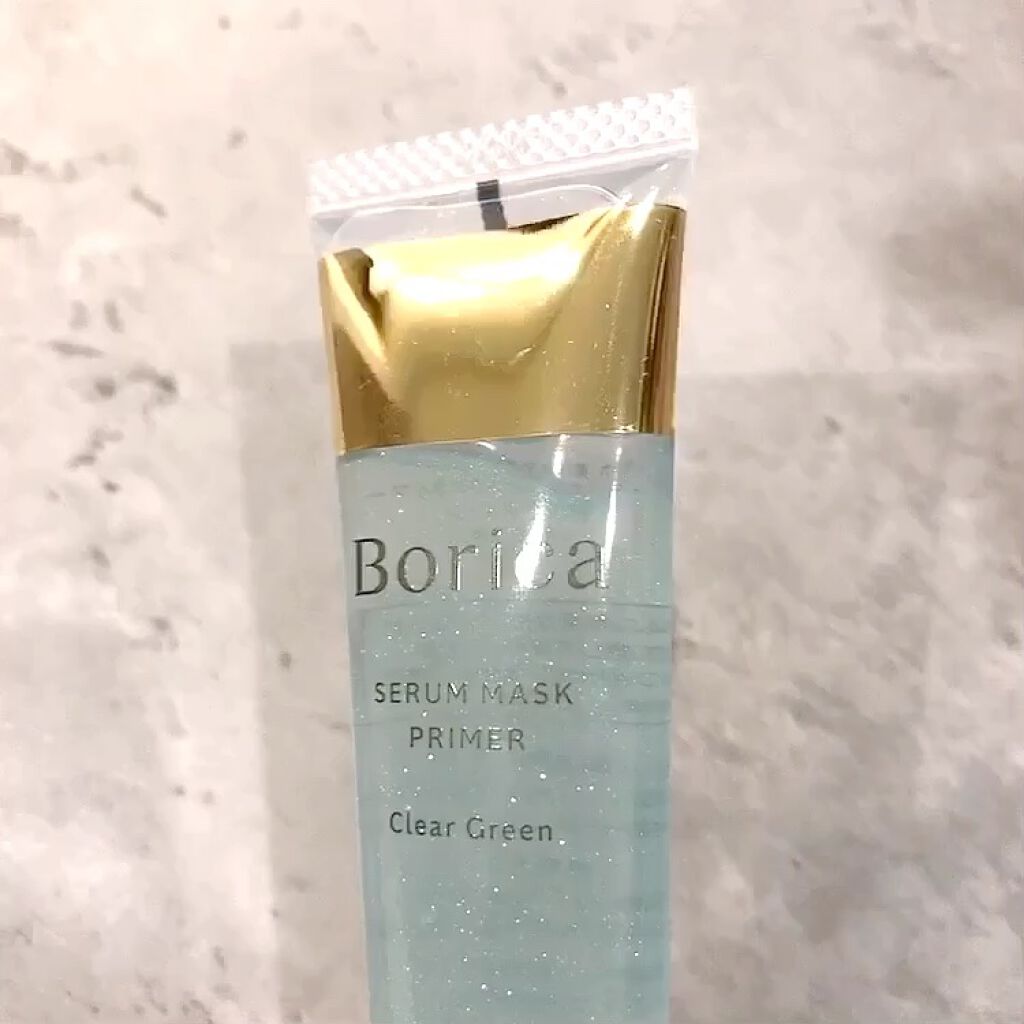 Borica
SERUM MASK
PRIMER
Clear Green